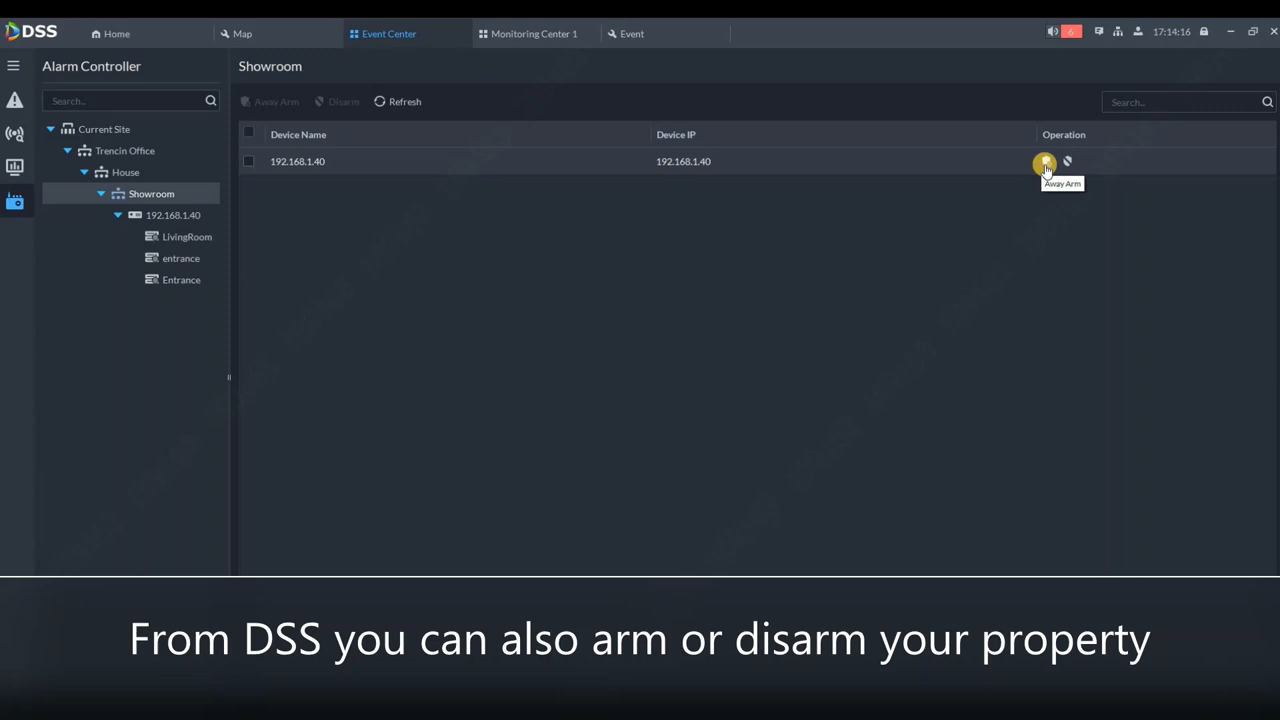 DSS
Home
Map
Event Center
Monitoring Center 1
Event
6
17:14:16
Alarm Controller
Search...
Current Site
Trencin Office
House
Showroom
192.168.1.40
LivingRoom
entrance
Entrance
Showroom
Away Arm
Disarm
Refresh
Search...
Device Name
Device IP
Operation
192.168.1.40
192.168.1.40
Away Arm
From DSS you can also arm or disarm your property